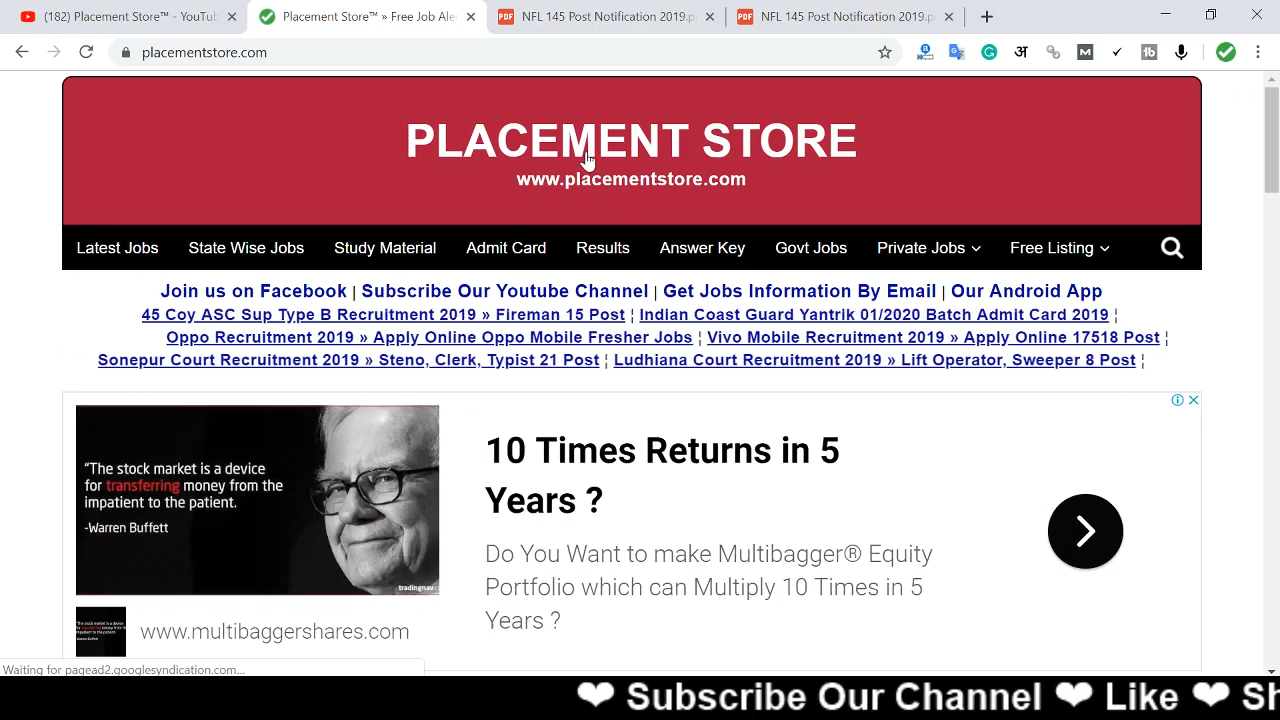 (182) Placement Store™ - YouTub
Placement Store™ » Free Job Ale
NFL 145 Post Notification 2019.p
NFL 145 Post Notification 2019.p
placementstore.com
PLACEMENT STORE
www.placementstore.com
Latest Jobs State Wise Jobs Study Material Admit Card Results Answer Key Govt Jobs Private Jobs Free Listing
Join us on Facebook | Subscribe Our Youtube Channel | Get Jobs Information By Email | Our Android App
45 Coy ASC Sup Type B Recruitment 2019 » Fireman 15 Post ¦ Indian Coast Guard Yantrik 01/2020 Batch Admit Card 2019 ¦
Oppo Recruitment 2019 » Apply Online Oppo Mobile Fresher Jobs ¦ Vivo Mobile Recruitment 2019 » Apply Online 17518 Post ¦
Sonepur Court Recruitment 2019 » Steno, Clerk, Typist 21 Post ¦ Ludhiana Court Recruitment 2019 » Lift Operator, Sweeper 8 Post ¦
"The stock market is a device
for transferring money from the
impatient to the patient.
-Warren Buffett
www.multibaggershares.com
10 Times Returns in 5
Years ?
Do You Want to make Multibagger® Equity
Portfolio which can Multiply 10 Times in 5
Years ?
Waiting for pagead2.googlesyndication.com...
❤ Subscribe Our Channel ❤ Like ❤ Sh